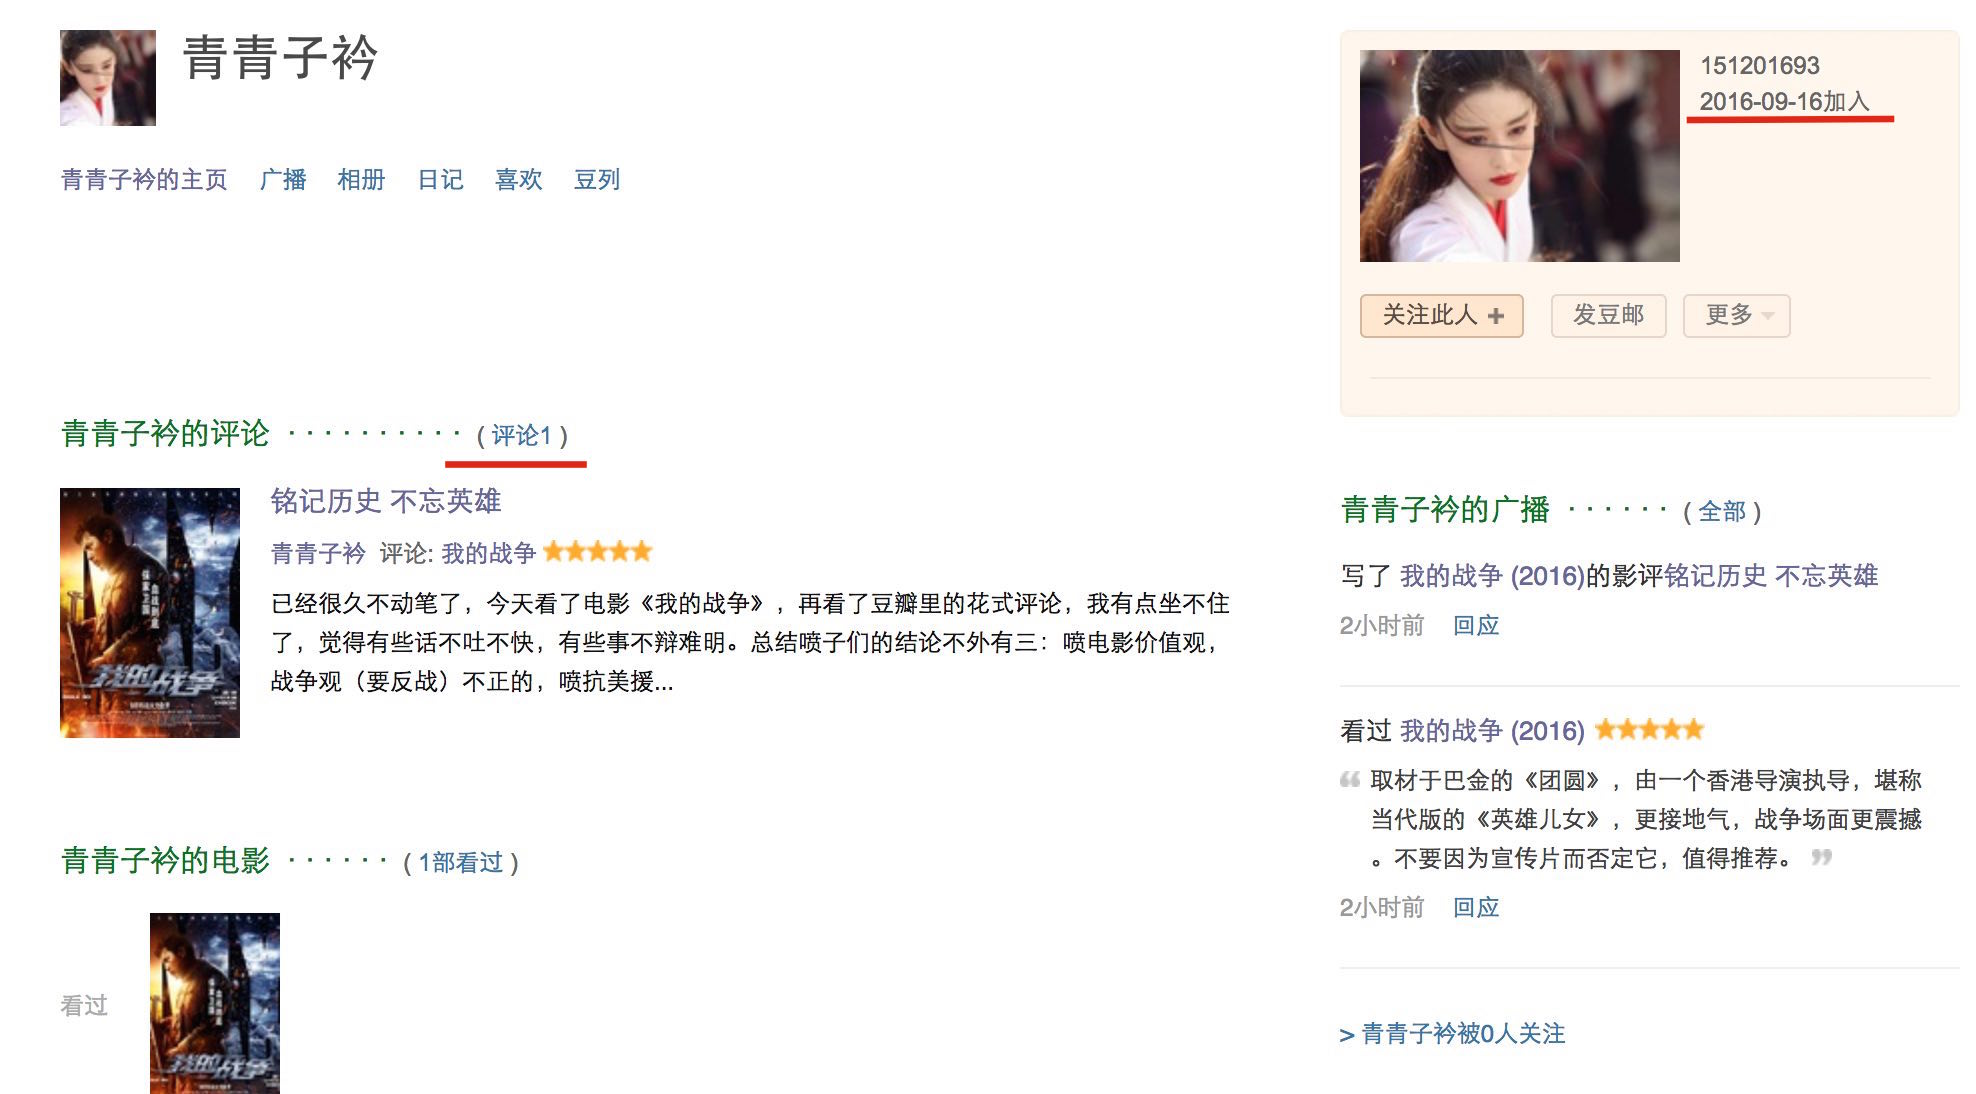 青青子衿
青青子衿的主页 广播 相册 日记 喜欢 豆列
151201693
2016-09-16加入
关注此人 +
发豆邮
更多
青青子衿的评论 · · · · · · · · · · ( 评论1 )
铭记历史 不忘英雄
青青子衿 评论: 我的战争
已经很久不动笔了，今天看了电影《我的战争》，再看了豆瓣里的花式评论，我有点坐不住
了，觉得有些话不吐不快，有些事不辩难明。总结喷子们的结论不外有三：喷电影价值观，
战争观（要反战）不正的，喷抗美援...
我的战争
青青子衿的电影 · · · · · · ( 1部看过 )
看过
我的战争
青青子衿的广播 · · · · · · ( 全部 )
写了 我的战争 (2016)的影评铭记历史 不忘英雄
2小时前 回应
看过 我的战争 (2016)
“ 取材于巴金的《团圆》，由一个香港导演执导，堪称
当代版的《英雄儿女》，更接地气，战争场面更震撼
。不要因为宣传片而否定它，值得推荐。 ”
2小时前 回应
> 青青子衿被0人关注